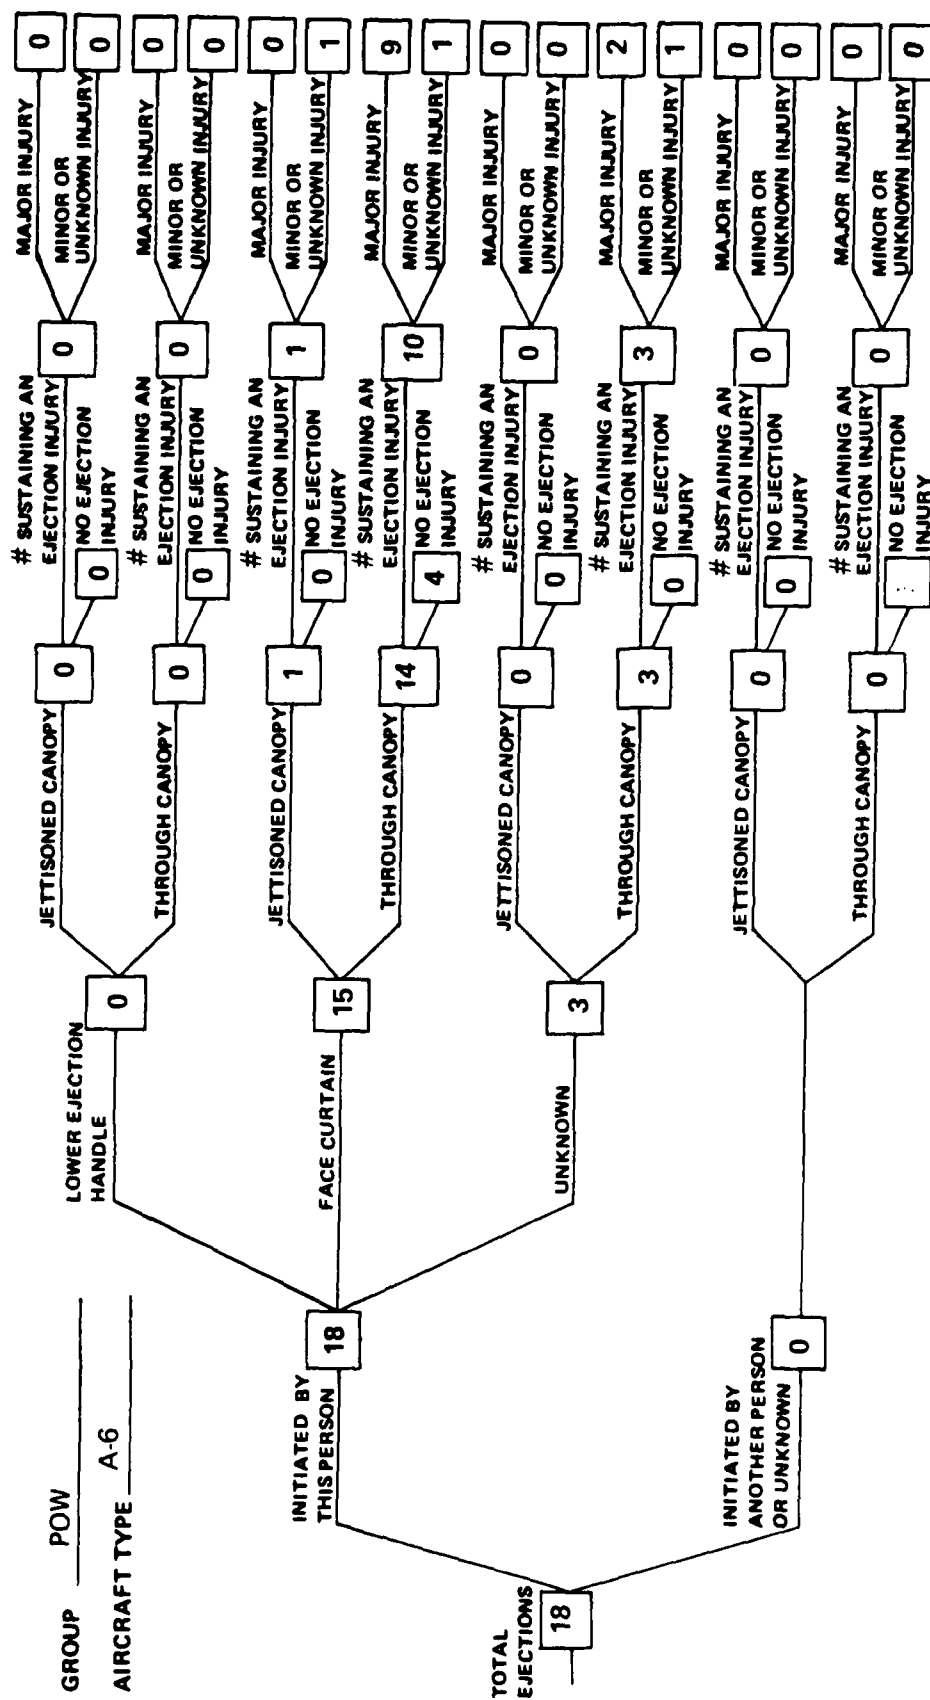 GROUP POW
AIRCRAFT TYPE A-6
TOTAL
EJECTIONS
18
INITIATED BY
THIS PERSON
18
INITIATED BY
ANOTHER PERSON
OR UNKNOWN
0
LOWER EJECTION
HANDLE
0
FACE CURTAIN
15
UNKNOWN
3
JETTISONED CANOPY
0
# SUSTAINING AN
EJECTION INJURY
0
NO EJECTION
INJURY
0
MAJOR INJURY
0
MINOR OR
UNKNOWN INJURY
0
THROUGH CANOPY
0
# SUSTAINING AN
EJECTION INJURY
0
NO EJECTION
INJURY
0
MAJOR INJURY
0
MINOR OR
UNKNOWN INJURY
0
JETTISONED CANOPY
1
# SUSTAINING AN
EJECTION INJURY
1
NO EJECTION
INJURY
0
MAJOR INJURY
0
MINOR OR
UNKNOWN INJURY
1
THROUGH CANOPY
14
# SUSTAINING AN
EJECTION INJURY
10
NO EJECTION
INJURY
4
MAJOR INJURY
9
MINOR OR
UNKNOWN INJURY
1
JETTISONED CANOPY
0
# SUSTAINING AN
EJECTION INJURY
0
NO EJECTION
INJURY
0
MAJOR INJURY
0
MINOR OR
UNKNOWN INJURY
0
THROUGH CANOPY
3
# SUSTAINING AN
EJECTION INJURY
3
NO EJECTION
INJURY
0
MAJOR INJURY
2
MINOR OR
UNKNOWN INJURY
1
JETTISONED CANOPY
0
# SUSTAINING AN
EJECTION INJURY
0
NO EJECTION
INJURY
0
MAJOR INJURY
0
MINOR OR
UNKNOWN INJURY
0
THROUGH CANOPY
0
# SUSTAINING AN
EJECTION INJURY
0
NO EJECTION
INJURY
MAJOR INJURY
0
MINOR OR
UNKNOWN INJURY
0